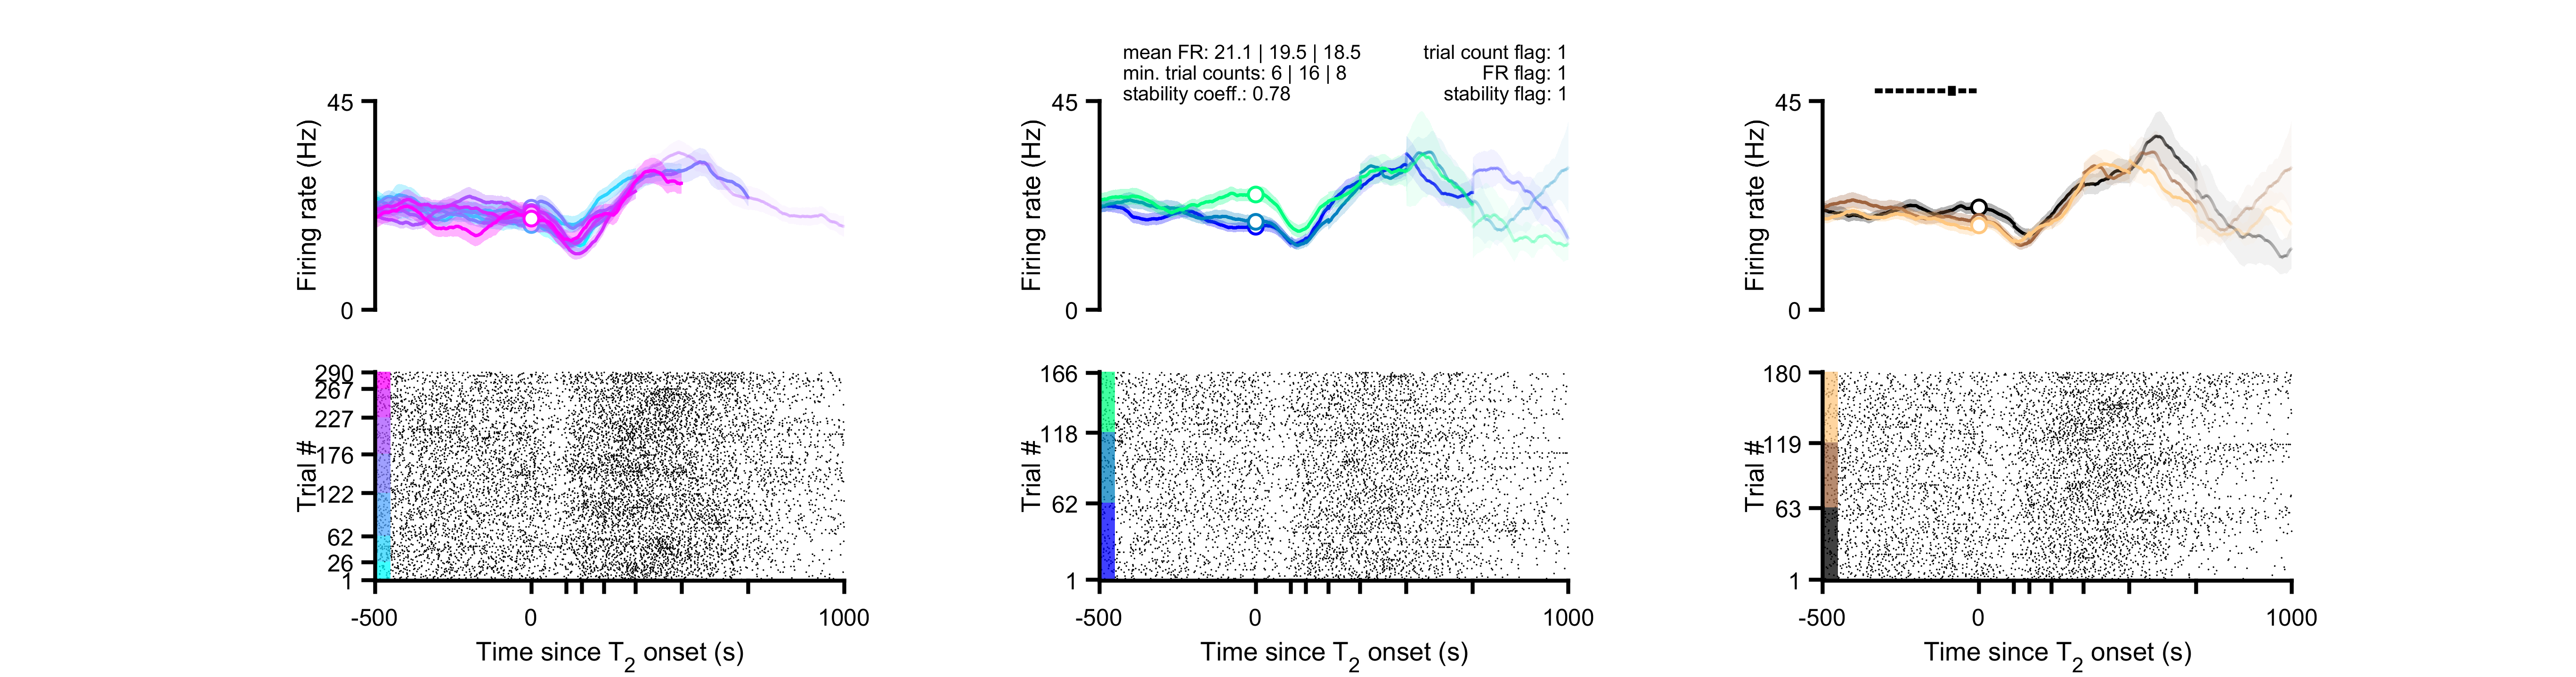 mean FR: 21.1 | 19.5 | 18.5
min. trial counts: 6 | 16 | 8
stability coeff.: 0.78
trial count flag: 1
FR flag: 1
stability flag: 1
45
Firing rate (Hz)
0
45
Firing rate (Hz)
0
45
Firing rate (Hz)
0
290
267
227
176
122
62
26
1
Trial #
-500
0
1000
Time since T2 onset (s)
166
118
62
1
Trial #
-500
0
1000
Time since T2 onset (s)
180
119
63
1
Trial #
-500
0
1000
Time since T2 onset (s)